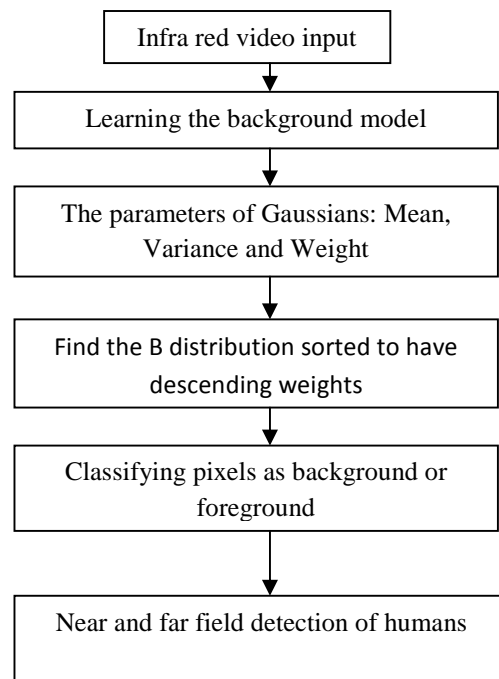 Infra red video input
Learning the background model
The parameters of Gaussians: Mean,
Variance and Weight
Find the B distribution sorted to have
descending weights
Classifying pixels as background or
foreground
Near and far field detection of humans